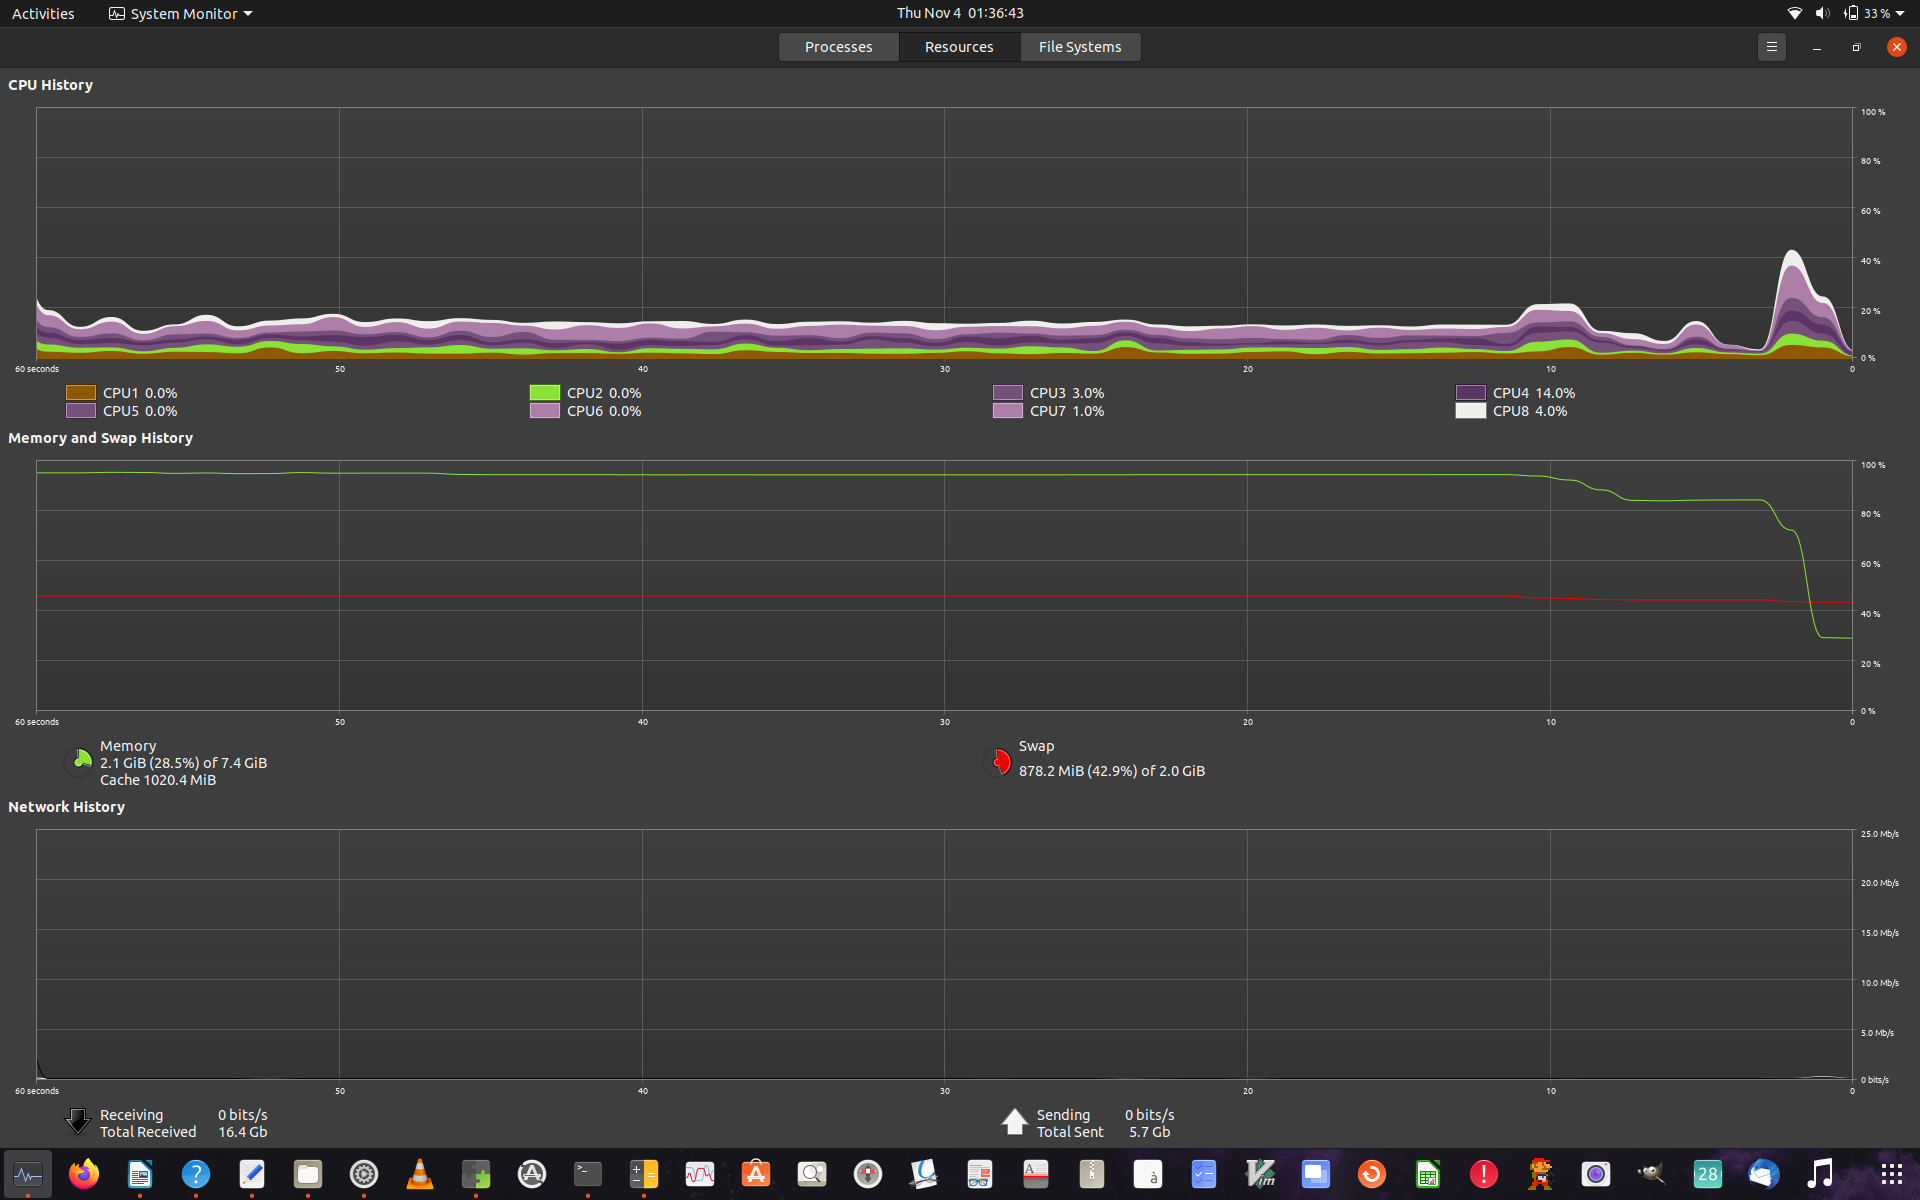 Activities System Monitor Thu Nov 4 01:36:43 33 %
Processes Resources File Systems
CPU History
100 %
80 %
60 %
40 %
20 %
0 %
60 seconds 50 40 30 20 10 0
CPU1 0.0% CPU2 0.0% CPU3 3.0% CPU4 14.0%
CPU5 0.0% CPU6 0.0% CPU7 1.0% CPU8 4.0%
Memory and Swap History
100 %
80 %
60 %
40 %
20 %
0 %
60 seconds 50 40 30 20 10 0
Memory
2.1 GiB (28.5%) of 7.4 GiB
Cache 1020.4 MiB
Swap
878.2 MiB (42.9%) of 2.0 GiB
Network History
25.0 Mb/s
20.0 Mb/s
15.0 Mb/s
10.0 Mb/s
5.0 Mb/s
0 bits/s
60 seconds 50 40 30 20 10 0
Receiving 0 bits/s Sending 0 bits/s
Total Received 16.4 Gb Total Sent 5.7 Gb
? >_ A à Vim ! 28